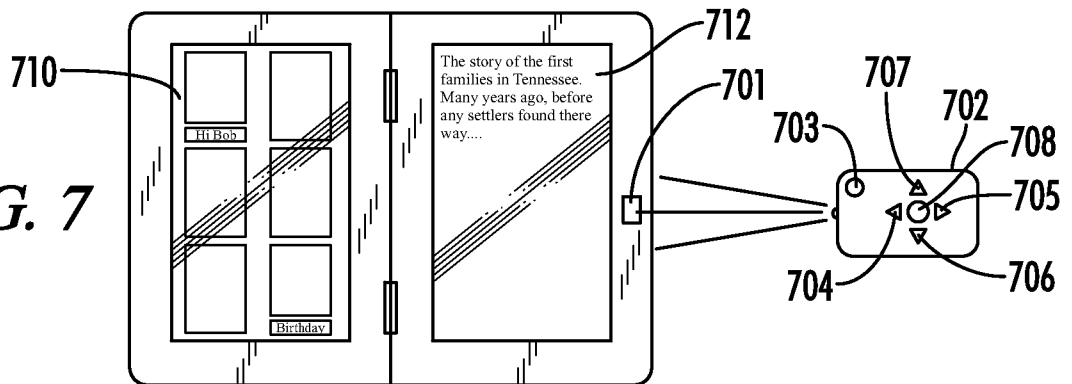 710
Hi Bob
Birthday
The story of the first
families in Tennessee.
Many years ago, before
any settlers found there
way....
712
701
707
702
703
708
705
704
706
G. 7